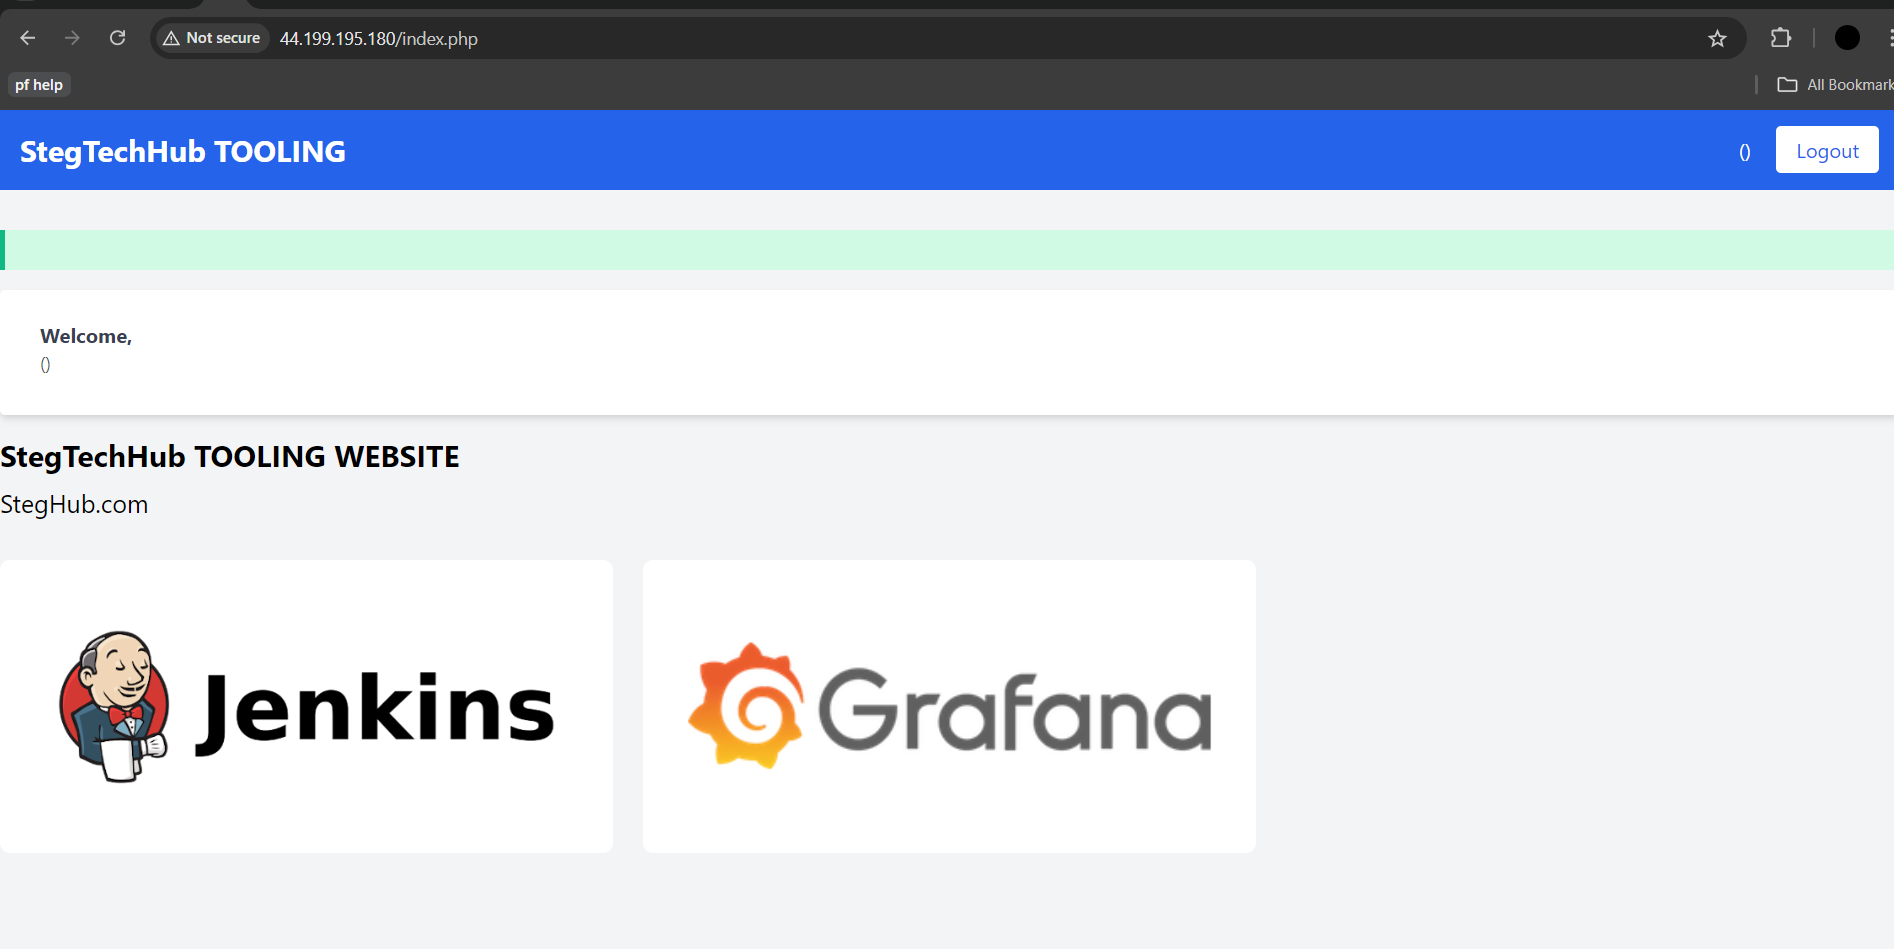 Not secure 44.199.195.180/index.php
pf help
All Bookmark
StegTechHub TOOLING
() Logout
Welcome,
()
StegTechHub TOOLING WEBSITE
StegHub.com
Jenkins
Grafana